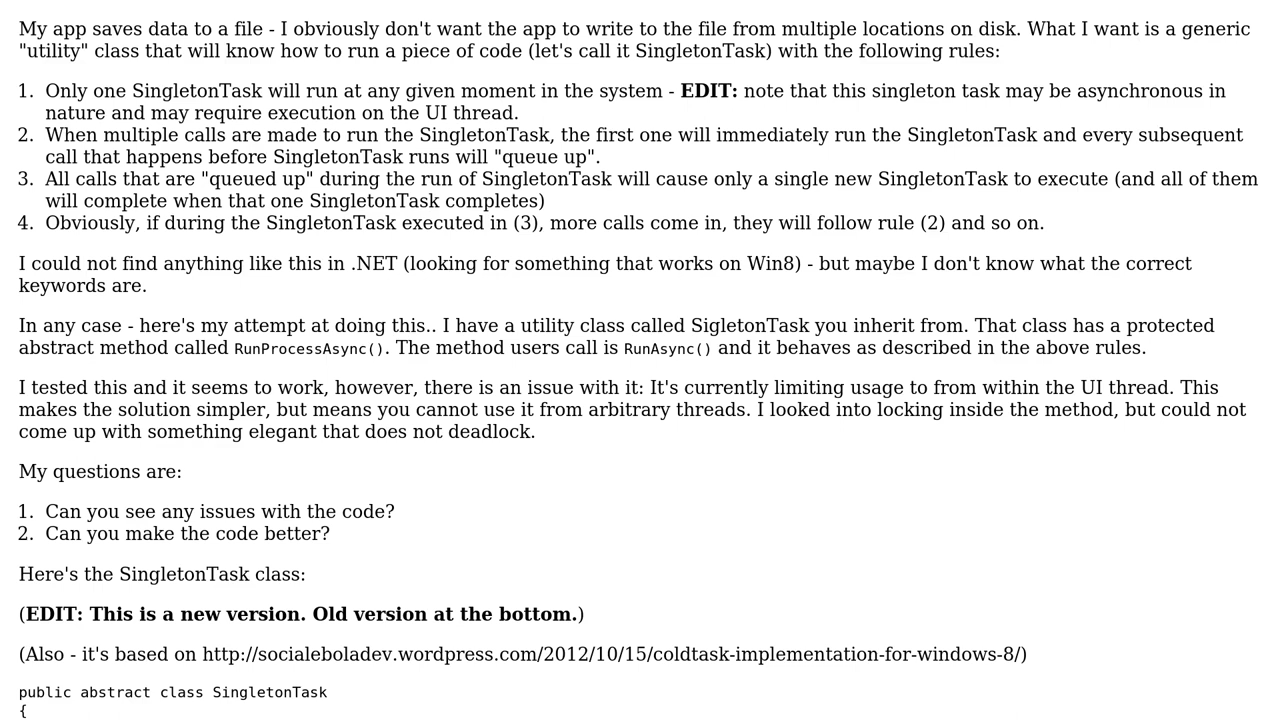 My app saves data to a file - I obviously don't want the app to write to the file from multiple locations on disk. What I want is a generic
"utility" class that will know how to run a piece of code (let's call it SingletonTask) with the following rules:
1. Only one SingletonTask will run at any given moment in the system - EDIT: note that this singleton task may be asynchronous in
nature and may require execution on the UI thread.
2. When multiple calls are made to run the SingletonTask, the first one will immediately run the SingletonTask and every subsequent
call that happens before SingletonTask runs will "queue up".
3. All calls that are "queued up" during the run of SingletonTask will cause only a single new SingletonTask to execute (and all of them
will complete when that one SingletonTask completes)
4. Obviously, if during the SingletonTask executed in (3), more calls come in, they will follow rule (2) and so on.
I could not find anything like this in .NET (looking for something that works on Win8) - but maybe I don't know what the correct
keywords are.
In any case - here's my attempt at doing this.. I have a utility class called SigletonTask you inherit from. That class has a protected
abstract method called RunProcessAsync(). The method users call is RunAsync() and it behaves as described in the above rules.
I tested this and it seems to work, however, there is an issue with it: It's currently limiting usage to from within the UI thread. This
makes the solution simpler, but means you cannot use it from arbitrary threads. I looked into locking inside the method, but could not
come up with something elegant that does not deadlock.
My questions are:
1. Can you see any issues with the code?
2. Can you make the code better?
Here's the SingletonTask class:
(EDIT: This is a new version. Old version at the bottom.)
(Also - it's based on http://socialeboladev.wordpress.com/2012/10/15/coldtask-implementation-for-windows-8/)
public abstract class SingletonTask
{